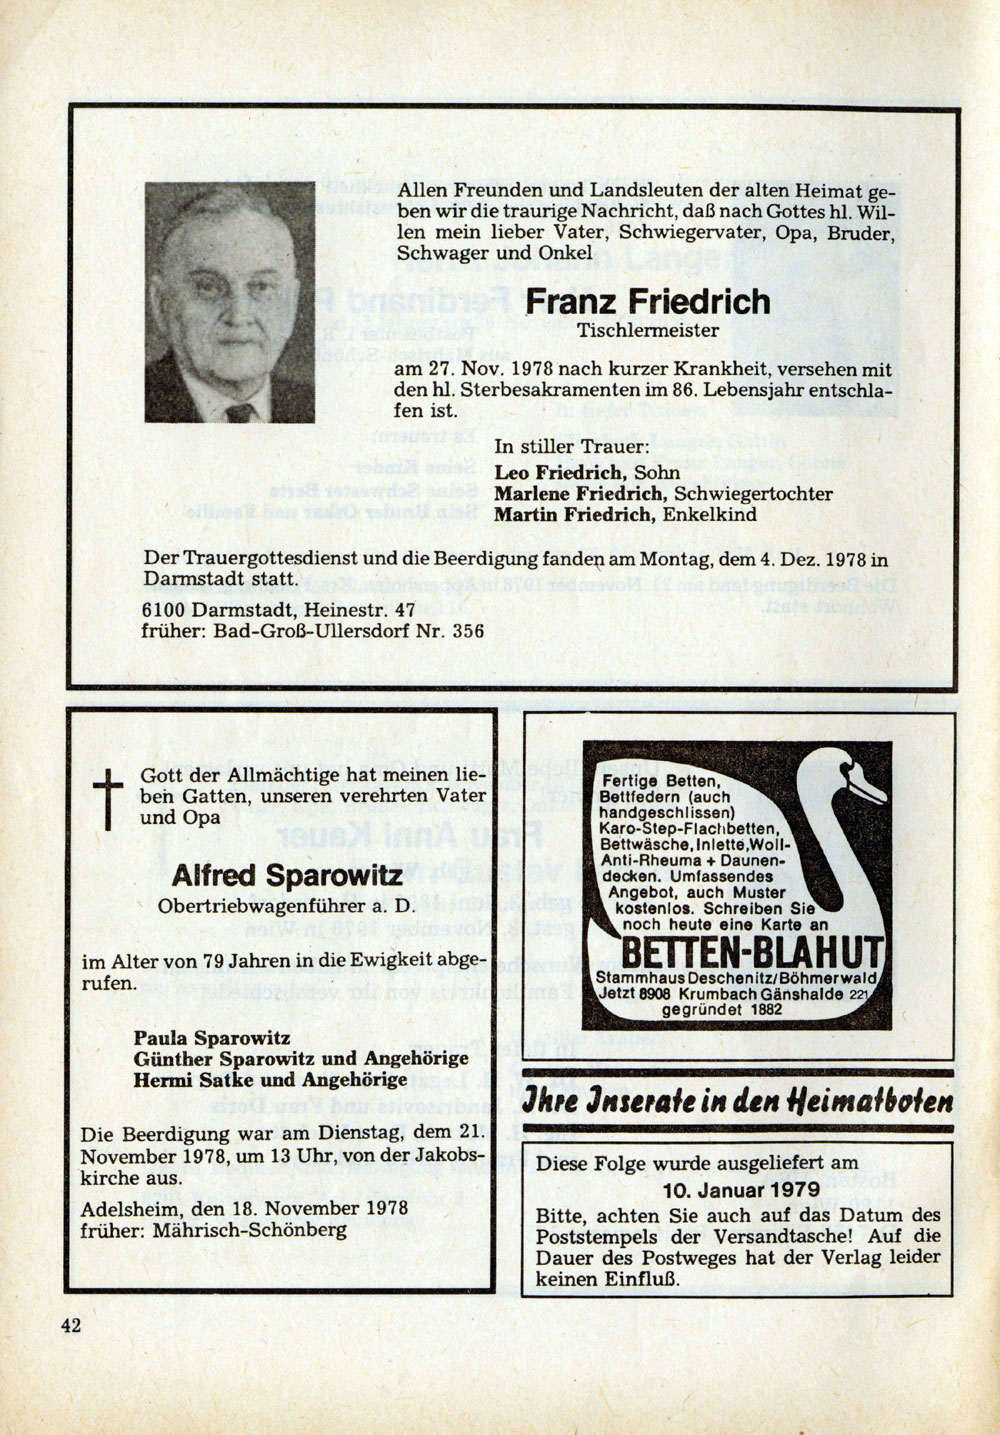 Allen Freunden und Landsleuten der alten Heimat ge-
ben wir die traurige Nachricht, daß nach Gottes hl. Wil-
len mein lieber Vater, Schwiegervater, Opa, Bruder,
Schwager und Onkel
Franz Friedrich
Tischlermeister
am 27. Nov. 1978 nach kurzer Krankheit, versehen mit
den hl. Sterbesakramenten im 86. Lebensjahr entschla-
fen ist.
In stiller Trauer:
Leo Friedrich, Sohn
Marlene Friedrich, Schwiegertochter
Martin Friedrich, Enkelkind
Der Trauergottesdienst und die Beerdigung fanden am Montag, dem 4. Dez. 1978 in
Darmstadt statt.
6100 Darmstadt, Heinestr. 47
früher: Bad-Groß-Ullersdorf Nr. 356
Gott der Allmächtige hat meinen lie-
ben Gatten, unseren verehrten Vater
und Opa
Alfred Sparowitz
Obertriebwagenführer a. D.
im Alter von 79 Jahren in die Ewigkeit abge-
rufen.
Paula Sparowitz
Günther Sparowitz und Angehörige
Hermi Satke und Angehörige
Die Beerdigung war am Dienstag, dem 21.
November 1978, um 13 Uhr, von der Jakobs-
kirche aus.
Adelsheim, den 18. November 1978
früher: Mährisch-Schönberg
Fertige Betten,
Bettfedern (auch
handgeschlissen)
Karo-Step-Flachbetten,
Bettwäsche, Inlette, Woll-
Anti-Rheuma + Daunen-
decken. Umfassendes
Angebot, auch Muster
kostenlos. Schreiben Sie
noch heute eine Karte an
BETTEN-BLAHUT
Stammhaus Deschenitz/Böhmerwald
Jetzt 8908 Krumbach Gänshalde 221
gegründet 1882
Ihre Inserate in den Heimatboten
Diese Folge wurde ausgeliefert am
10. Januar 1979
Bitte, achten Sie auch auf das Datum des
Poststempels der Versandtasche! Auf die
Dauer des Postweges hat der Verlag leider
keinen Einfluß.
42